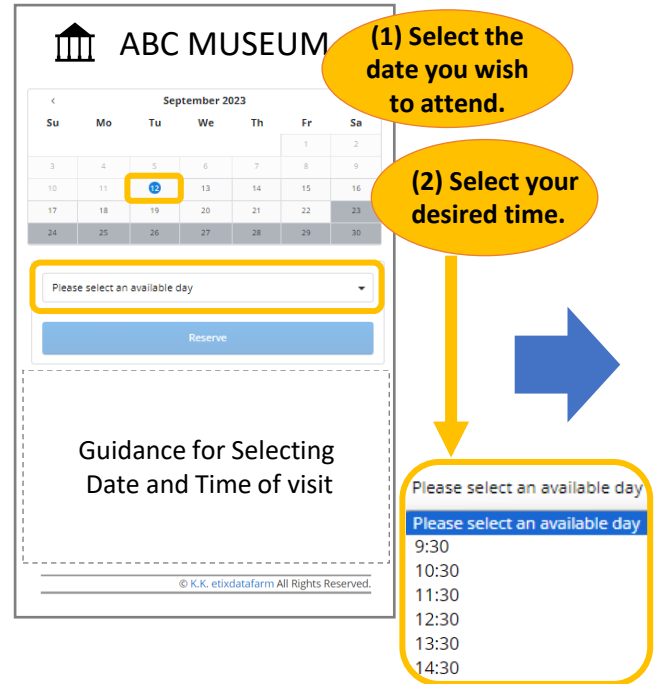 ABC MUSEUM
(1) Select the
date you wish
to attend.
< September 2023
Su Mo Tu We Th Fr Sa
1 2
3 4 5 6 7 8 9
10 11 12 13 14 15 16
17 18 19 20 21 22 23
24 25 26 27 28 29 30
(2) Select your
desired time.
Please select an available day
Reserve
Guidance for Selecting
Date and Time of visit
© K.K. etixdatafarm All Rights Reserved.
Please select an available day
Please select an available day
9:30
10:30
11:30
12:30
13:30
14:30